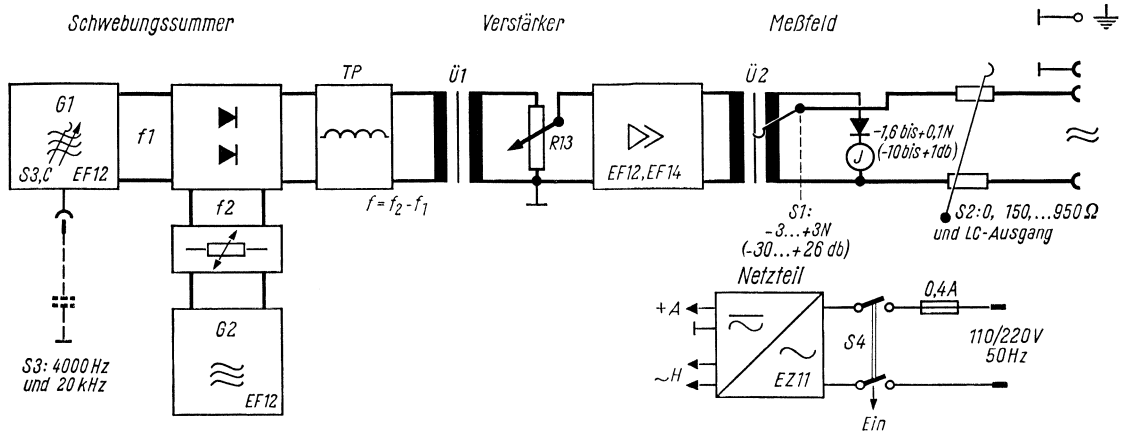 Schwebungssummer
Verstärker
Meßfeld
G1
S3,C
EF12
f1
TP
Ü1
R13
EF12,EF14
Ü2
J
-1,6 bis+0,1N
(-10bis+1db)
f = f₂-f₁
f2
S1:
-3...+3N
(-30...+26 db)
S2:0, 150,...950 Ω
und LC-Ausgang
G2
EF12
S3: 4000 Hz
und 20 kHz
Netzteil
+A
~H
EZ11
S4
Ein
0,4A
110/220V
50Hz